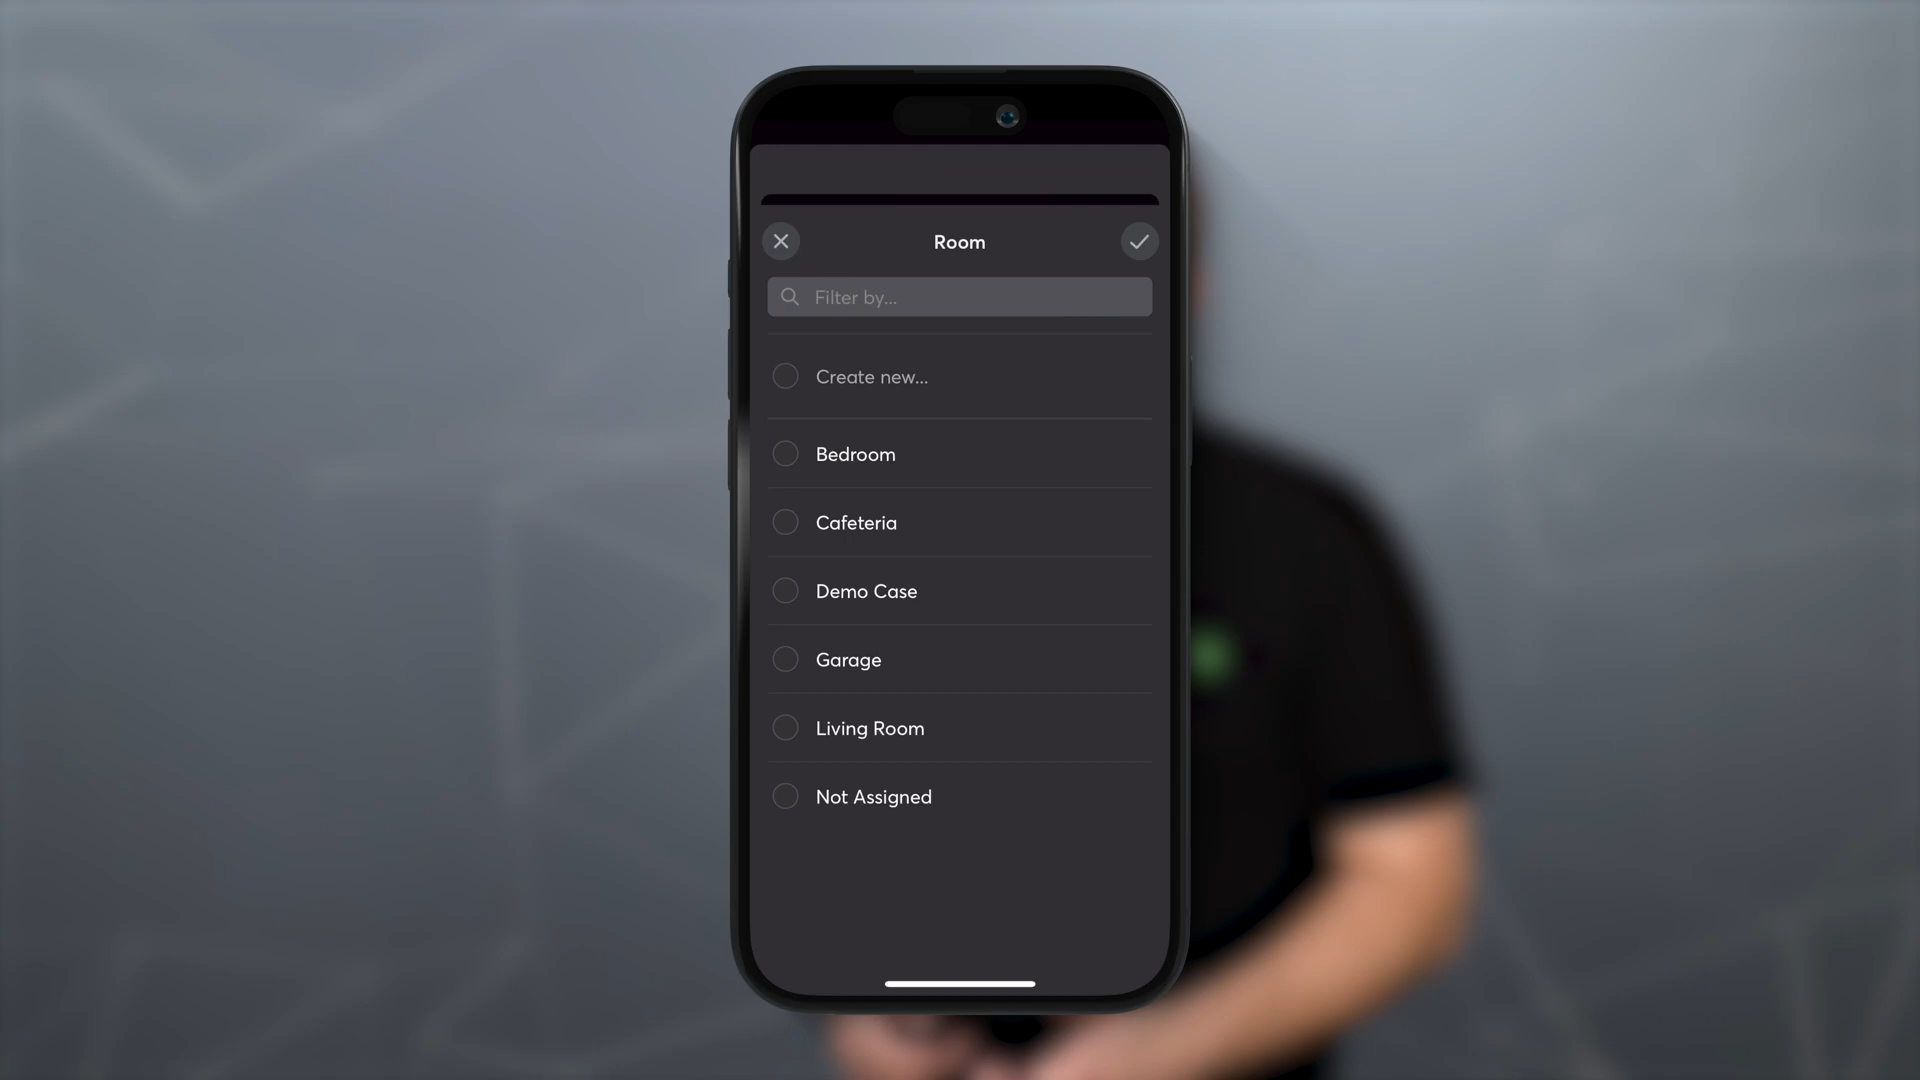 Room
Filter by...
Create new...
Bedroom
Cafeteria
Demo Case
Garage
Living Room
Not Assigned